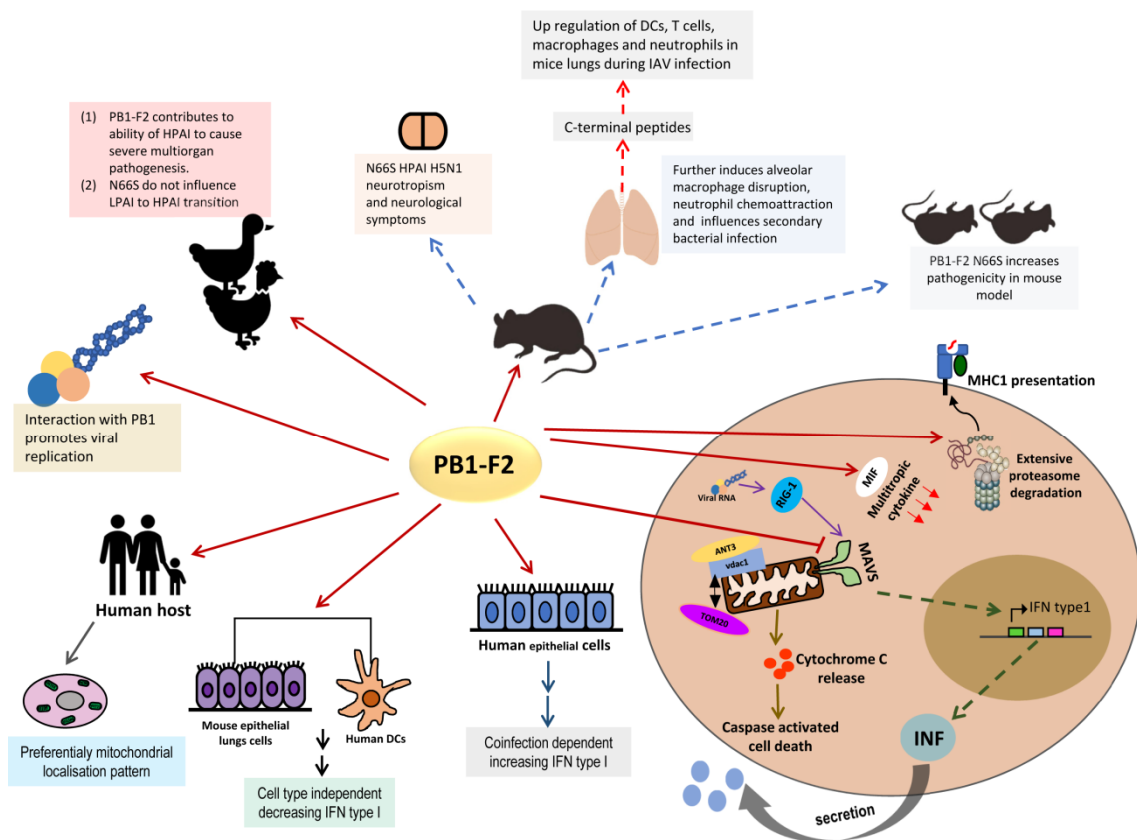 Up regulation of DCs, T cells,
macrophages and neutrophils in
mice lungs during IAV infection
C-terminal peptides
(1) PB1-F2 contributes to
ability of HPAI to cause
severe multiorgan
pathogenesis.
(2) N66S do not influence
LPAI to HPAI transition
N66S HPAI H5N1
neurotropism
and neurological
symptoms
Further induces alveolar
macrophage disruption,
neutrophil chemoattraction
and influences secondary
bacterial infection
PB1-F2 N66S increases
pathogenicity in mouse
model
Interaction with PB1
promotes viral
replication
PB1-F2
MHC1 presentation
Extensive
proteasome
degradation
MIF
Multitropic
cytokine
Viral RNA
RIG-1
MAVS
ANT3
vdac1
TOM20
IFN type1
Cytochrome C
release
Caspase activated
cell death
INF
secretion
Human host
Preferentialy mitochondrial
localisation pattern
Mouse epithelial
lungs cells
Human DCs
Cell type independent
decreasing IFN type I
Human epithelial cells
Coinfection dependent
increasing IFN type I